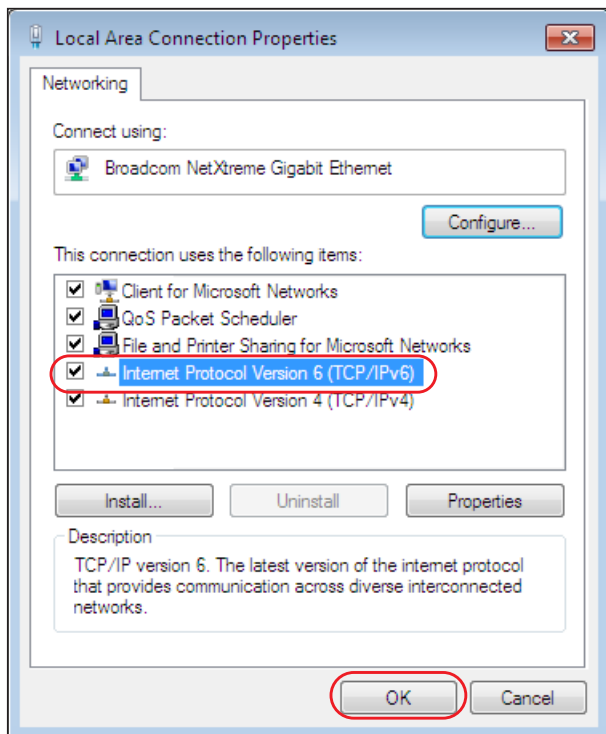 Local Area Connection Properties
Networking
Connect using:
Broadcom NetXtreme Gigabit Ethernet
Configure...
This connection uses the following items:
Client for Microsoft Networks
QoS Packet Scheduler
File and Printer Sharing for Microsoft Networks
Internet Protocol Version 6 (TCP/IPv6)
Internet Protocol Version 4 (TCP/IPv4)
Install...
Uninstall
Properties
Description
TCP/IP version 6. The latest version of the internet protocol
that provides communication across diverse interconnected
networks.
OK
Cancel